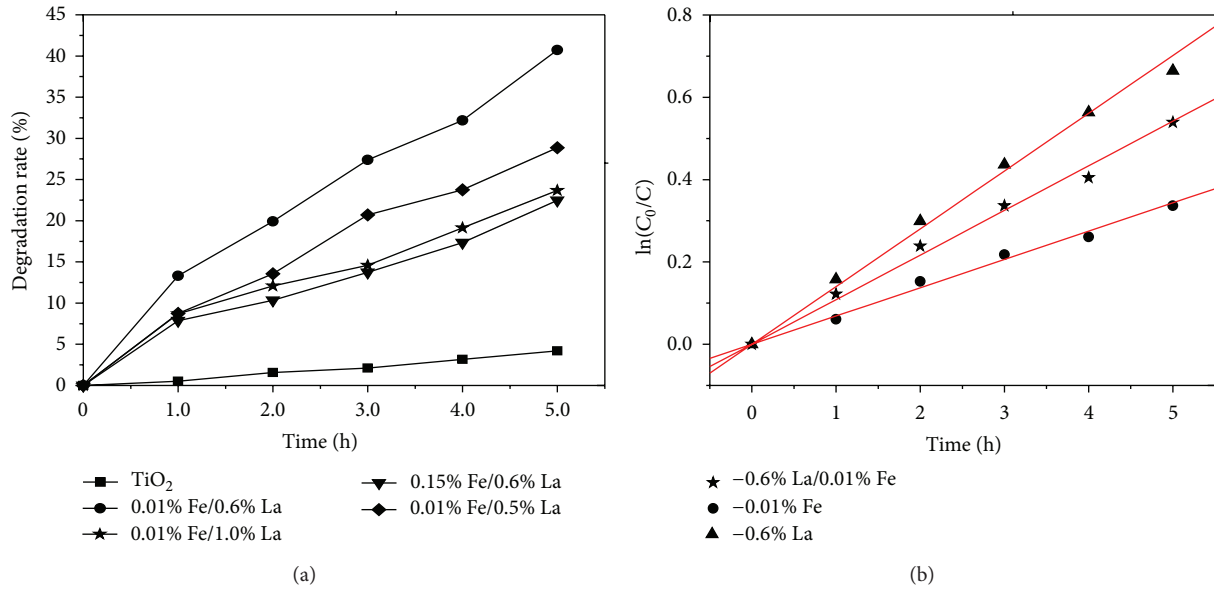 45
40
35
30
25
20
15
10
5
0
Degradation rate (%)
0 1.0 2.0 3.0 4.0 5.0
Time (h)
TiO₂
0.01% Fe/0.6% La
0.01% Fe/1.0% La
0.15% Fe/0.6% La
0.01% Fe/0.5% La
(a)
0.8
0.6
0.4
0.2
0.0
ln(C₀/C)
0 1 2 3 4 5
Time (h)
−0.6% La/0.01% Fe
−0.01% Fe
−0.6% La
(b)